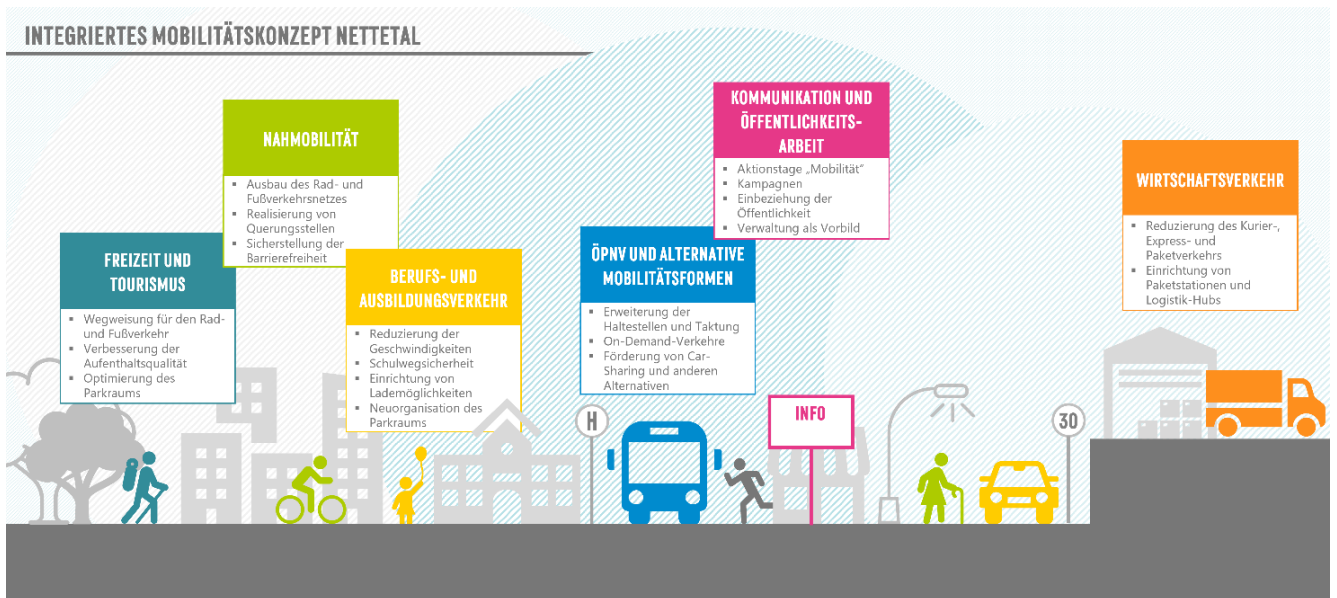 INTEGRIERTES MOBILITÄTSKONZEPT NETTETAL
FREIZEIT UND
TOURISMUS
▪ Wegweisung für den Rad-
und Fußverkehr
▪ Verbesserung der
Aufenthaltsqualität
▪ Optimierung des
Parkraums
NAHMOBILITÄT
▪ Ausbau des Rad- und
Fußverkehrsnetzes
▪ Realisierung von
Querungsstellen
▪ Sicherstellung der
Barrierefreiheit
BERUFS- UND
AUSBILDUNGSVERKEHR
▪ Reduzierung der
Geschwindigkeiten
▪ Schulwegsicherheit
▪ Einrichtung von
Lademöglichkeiten
▪ Neuorganisation des
Parkraums
ÖPNV UND ALTERNATIVE
MOBILITÄTSFORMEN
▪ Erweiterung der
Haltestellen und Taktung
▪ On-Demand-Verkehre
▪ Förderung von Car-
Sharing und anderen
Alternativen
KOMMUNIKATION UND
ÖFFENTLICHKEITS-
ARBEIT
▪ Aktionstage „Mobilität“
▪ Kampagnen
▪ Einbeziehung der
Öffentlichkeit
▪ Verwaltung als Vorbild
WIRTSCHAFTSVERKEHR
▪ Reduzierung des Kurier-,
Express- und
Paketverkehrs
▪ Einrichtung von
Paketstationen und
Logistik-Hubs
H
INFO
30